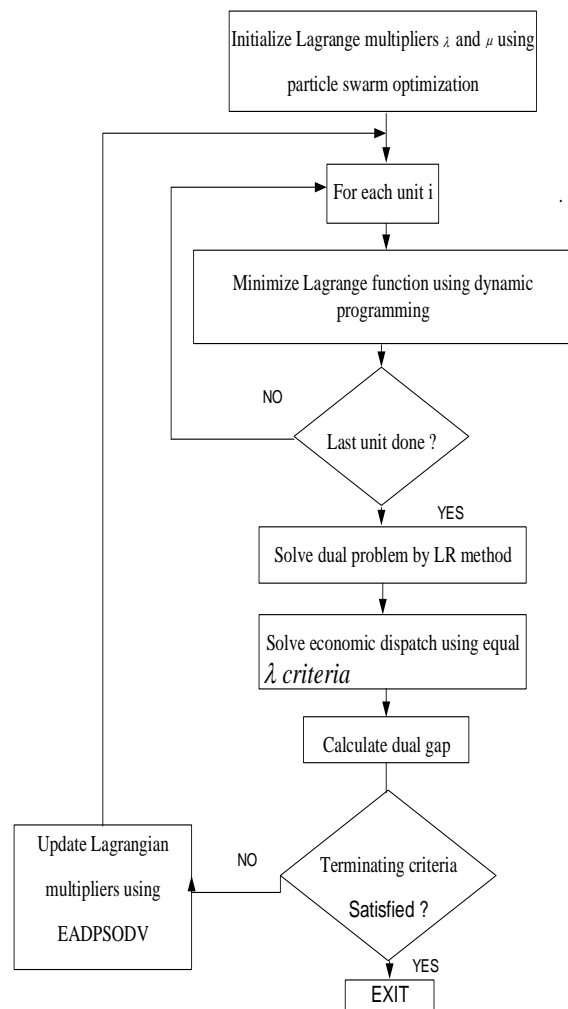 Initialize Lagrange multipliers λ and μ using
particle swarm optimization
For each unit i
.
Minimize Lagrange function using dynamic
programming
NO
Last unit done ?
YES
Solve dual problem by LR method
Solve economic dispatch using equal
λ criteria
Calculate dual gap
Update Lagrangian
multipliers using
EADPSODV
NO
Terminating criteria
Satisfied ?
YES
EXIT